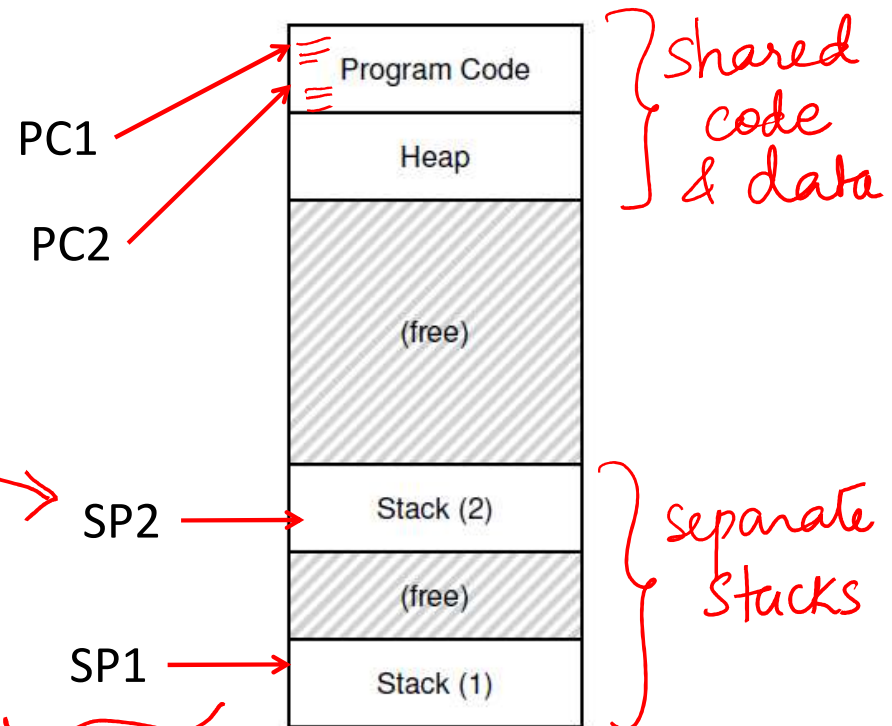 Program Code
shared
code
& data
PC1
Heap
PC2
(free)
Stack (2)
SP2
separate
stacks
(free)
SP1
Stack (1)